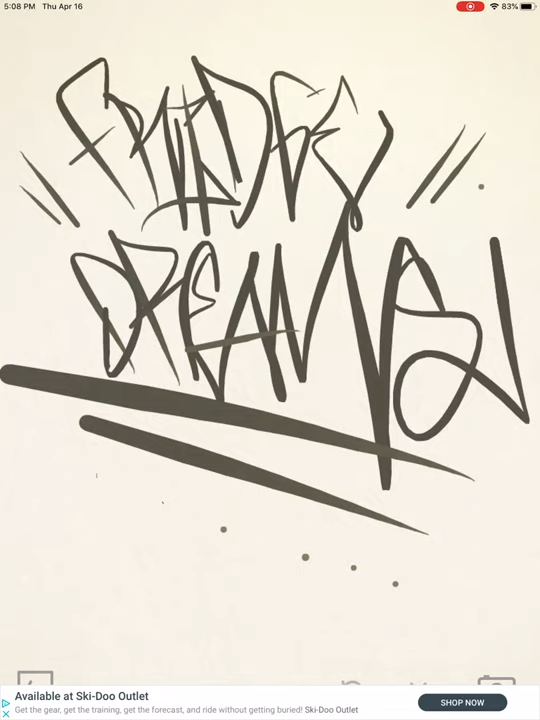 5:08 PM Thu Apr 16
83%
DREAMS
Available at Ski-Doo Outlet
Get the gear, get the training, get the forecast, and ride without getting buried! Ski-Doo Outlet
SHOP NOW